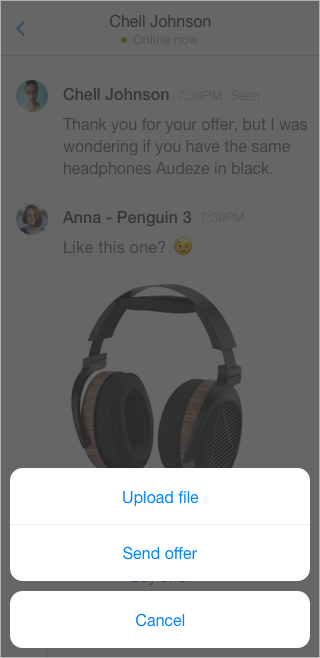 Chell Johnson
Online now
Chell Johnson 7:39PM Seen
Thank you for your offer, but I was
wondering if you have the same
headphones Audeze in black.
Anna - Penguin 3 7:39PM
Like this one? 😉
Upload file
Send offer
Cancel